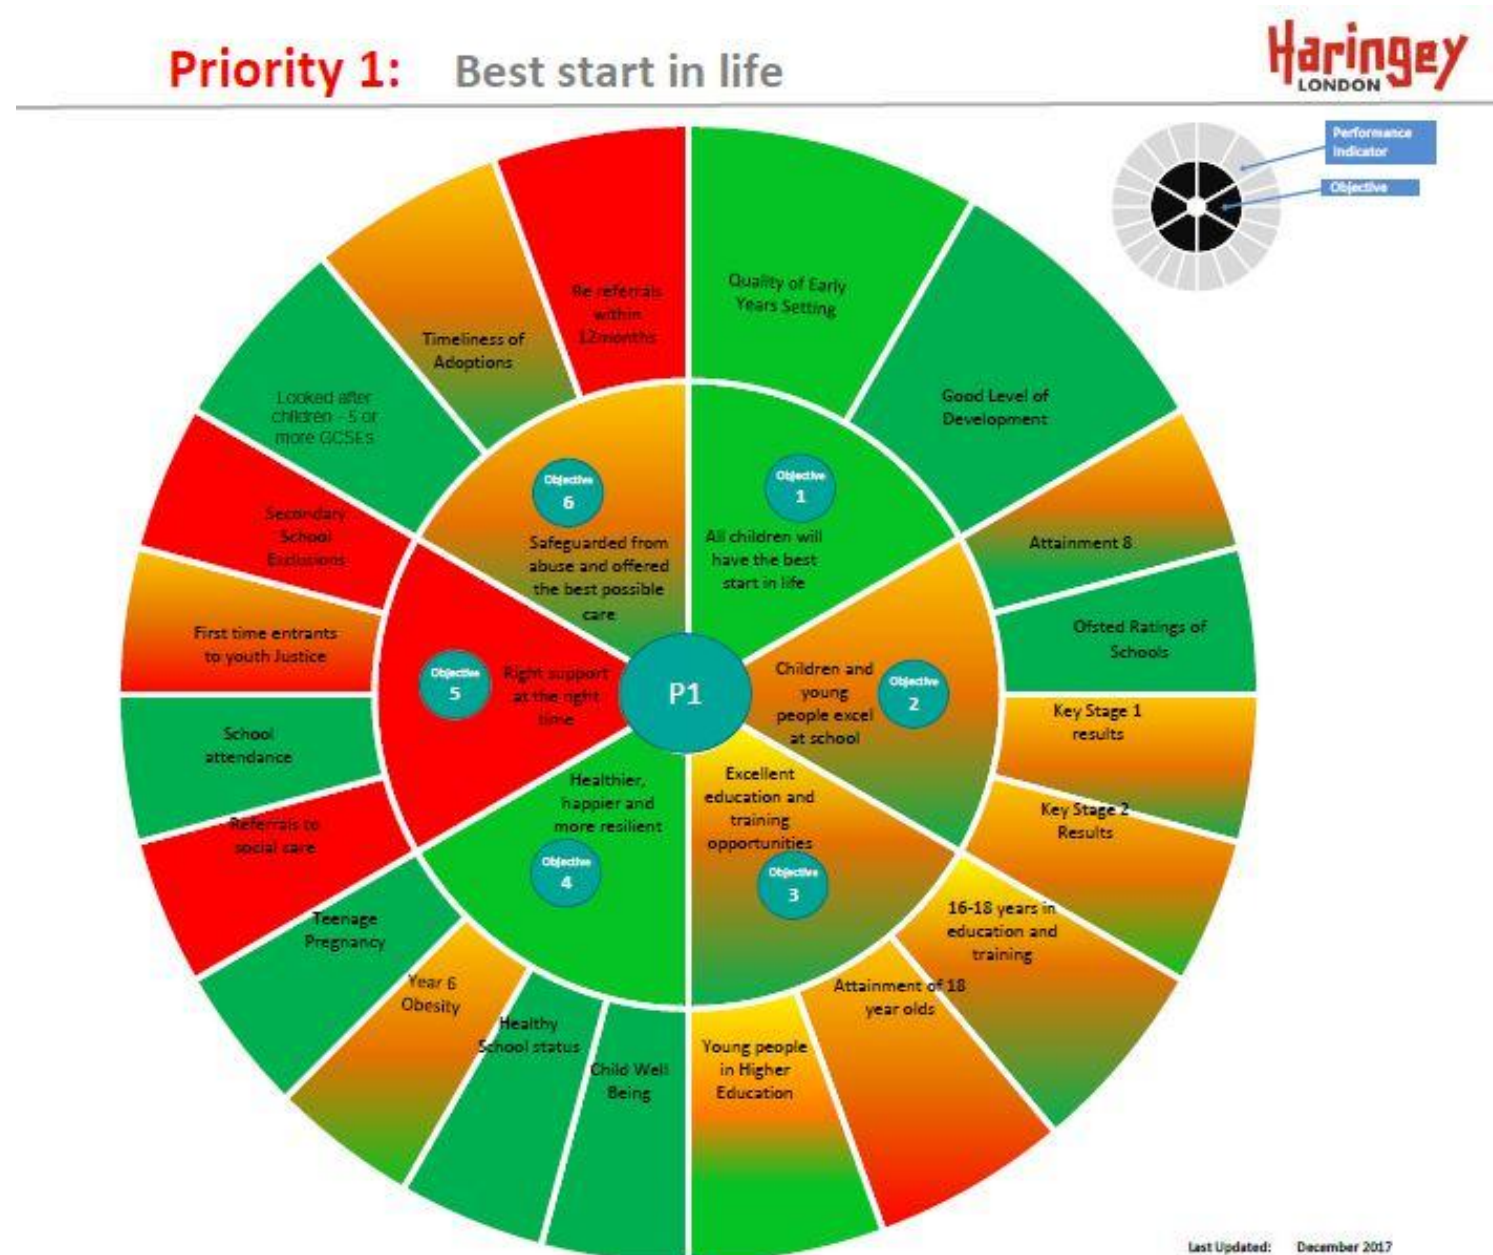 Priority 1: Best start in life
Haringey
LONDON
Performance
Indicator
Objective
Re referrals
within
12months
Quality of Early
Years Setting
Timeliness of
Adoptions
Good Level of
Development
Looked after
children - 5 or
more GCSEs
Objective
6
Safeguarded from
abuse and offered
the best possible
care
Objective
1
All children will
have the best
start in life
Attainment 8
Secondary
School
Exclusions
Ofsted Ratings of
Schools
First time entrants
to youth Justice
Objective
5
Right support
at the right
time
P1
Children and
young
people excel
at school
Objective
2
Key Stage 1
results
School
attendance
Key Stage 2
Results
Referrals to
social care
Healthier,
happier and
more resilient
Objective
4
Excellent
education and
training
opportunities
Objective
3
16-18 years in
education and
training
Teenage
Pregnancy
Attainment of 18
year olds
Year 6
Obesity
Healthy
School status
Child Well
Being
Young people
in Higher
Education
Last Updated: December 2017